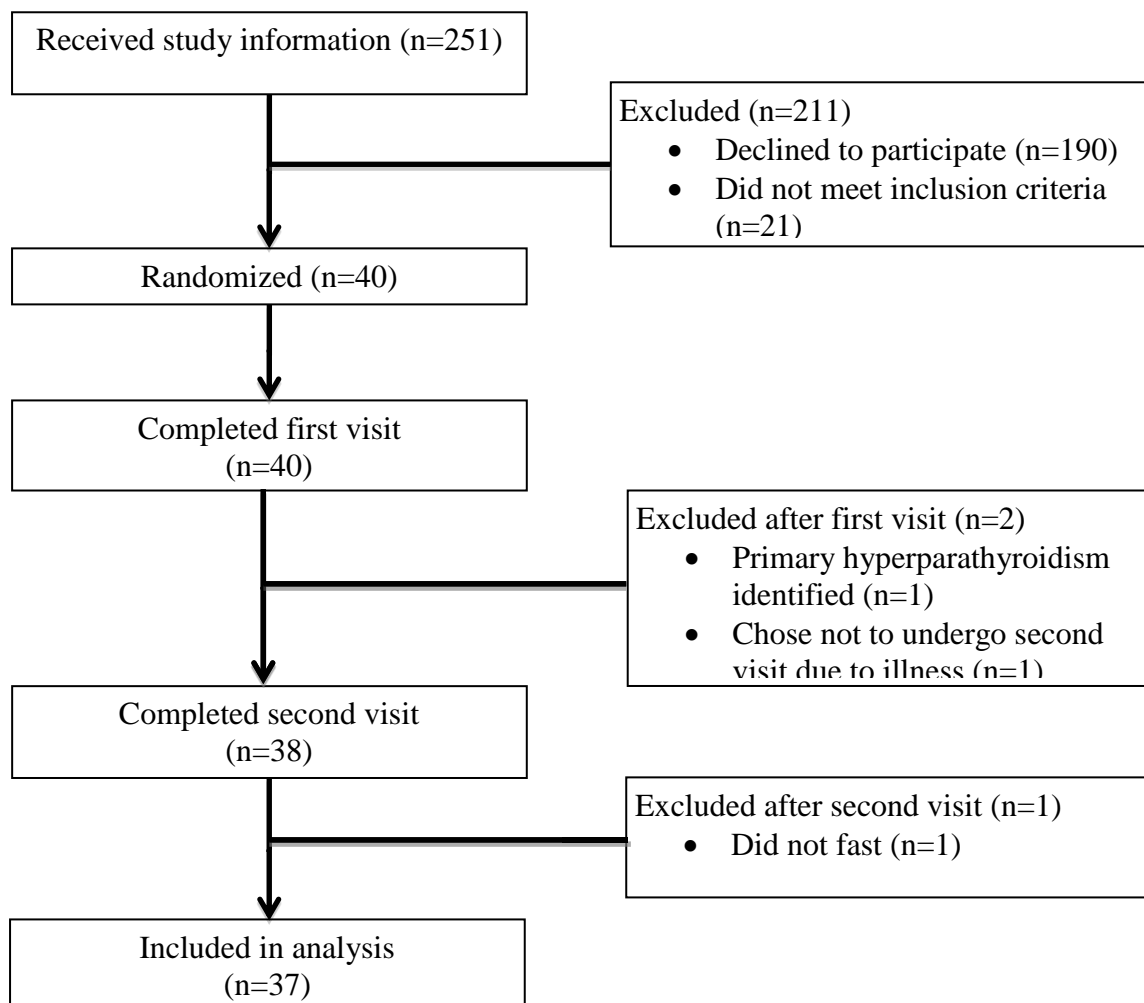 Received study information (n=251)
Excluded (n=211)
• Declined to participate (n=190)
• Did not meet inclusion criteria
(n=21)
Randomized (n=40)
Completed first visit
(n=40)
Excluded after first visit (n=2)
• Primary hyperparathyroidism
identified (n=1)
• Chose not to undergo second
visit due to illness (n=1)
Completed second visit
(n=38)
Excluded after second visit (n=1)
• Did not fast (n=1)
Included in analysis
(n=37)